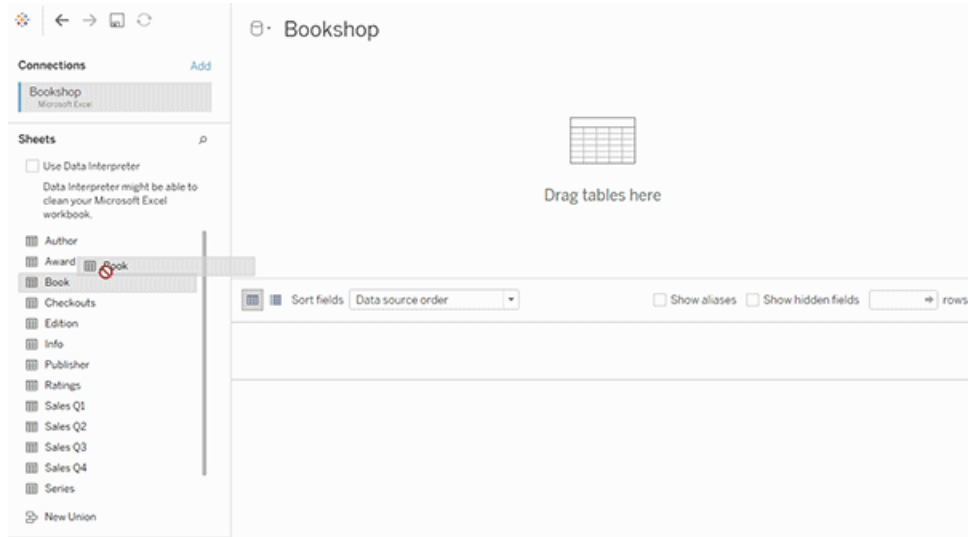 Bookshop
Connections
Add
Bookshop
Microsoft Excel
Sheets
Use Data Interpreter
Data Interpreter might be able to
clean your Microsoft Excel
workbook.
Author
Award
Book
Book
Checkouts
Edition
Info
Publisher
Ratings
Sales Q1
Sales Q2
Sales Q3
Sales Q4
Series
New Union
Drag tables here
Sort fields Data source order
Show aliases Show hidden fields rows